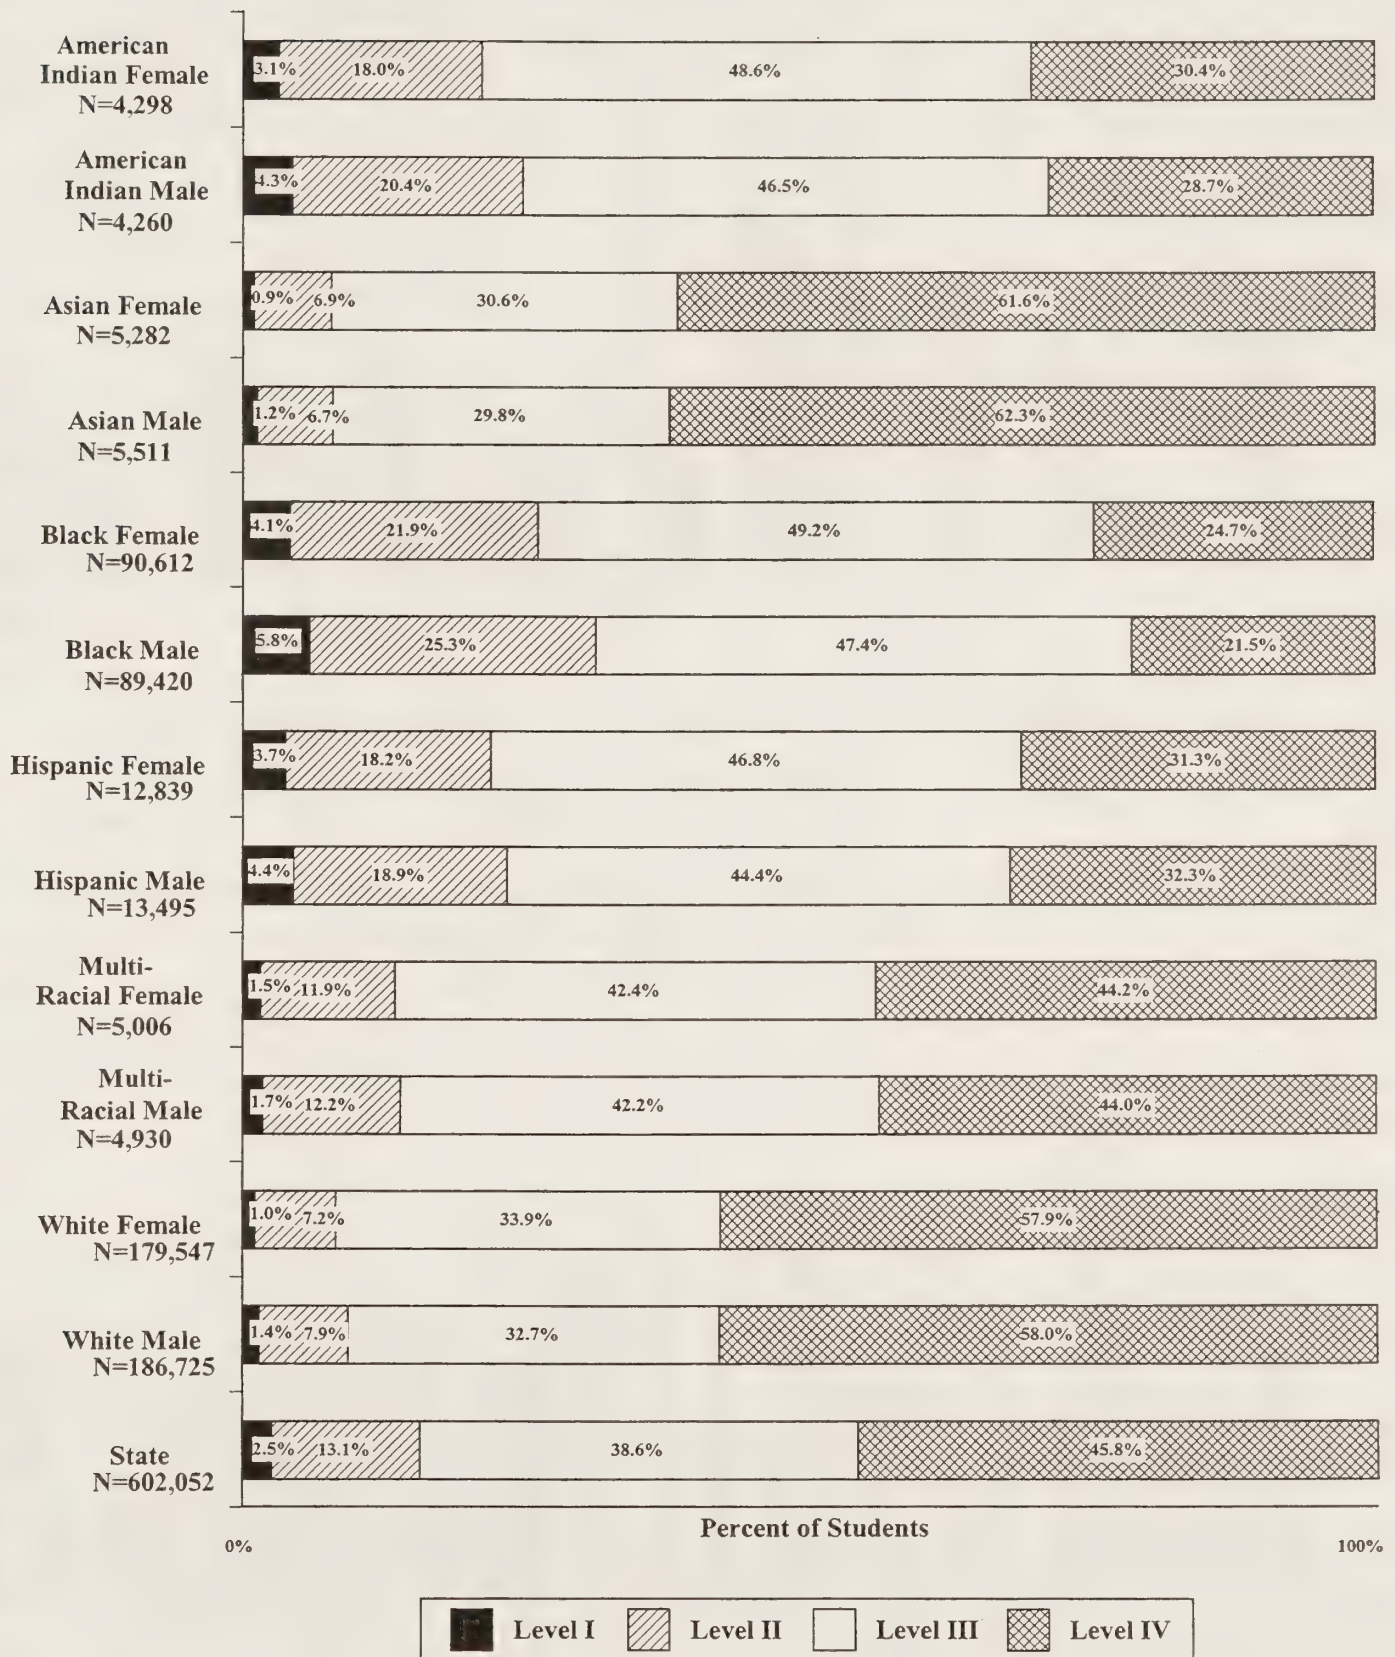 American
Indian Female
N=4,298
3.1% 18.0% 48.6% 30.4%
American
Indian Male
N=4,260
4.3% 20.4% 46.5% 28.7%
Asian Female
N=5,282
0.9% 6.9% 30.6% 61.6%
Asian Male
N=5,511
1.2% 6.7% 29.8% 62.3%
Black Female
N=90,612
4.1% 21.9% 49.2% 24.7%
Black Male
N=89,420
5.8% 25.3% 47.4% 21.5%
Hispanic Female
N=12,839
3.7% 18.2% 46.8% 31.3%
Hispanic Male
N=13,495
4.4% 18.9% 44.4% 32.3%
Multi-
Racial Female
N=5,006
1.5% 11.9% 42.4% 44.2%
Multi-
Racial Male
N=4,930
1.7% 12.2% 42.2% 44.0%
White Female
N=179,547
1.0% 7.2% 33.9% 57.9%
White Male
N=186,725
1.4% 7.9% 32.7% 58.0%
State
N=602,052
2.5% 13.1% 38.6% 45.8%
Percent of Students
0% 100%
Level I Level II Level III Level IV